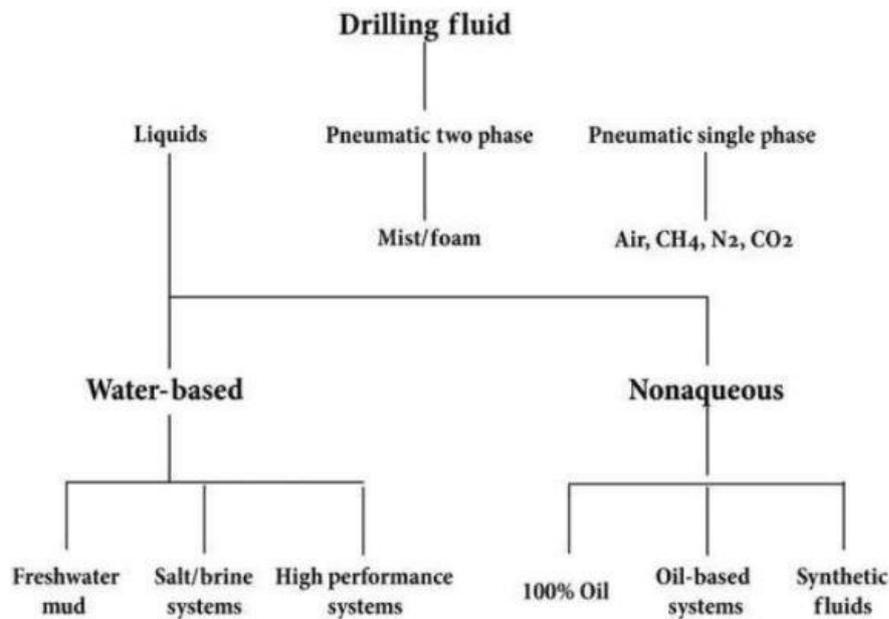 Drilling fluid
Liquids
Pneumatic two phase
Pneumatic single phase
Mist/foam
Air, CH4, N2, CO2
Water-based
Nonaqueous
Freshwater
mud
Salt/brine
systems
High performance
systems
100% Oil
Oil-based
systems
Synthetic
fluids